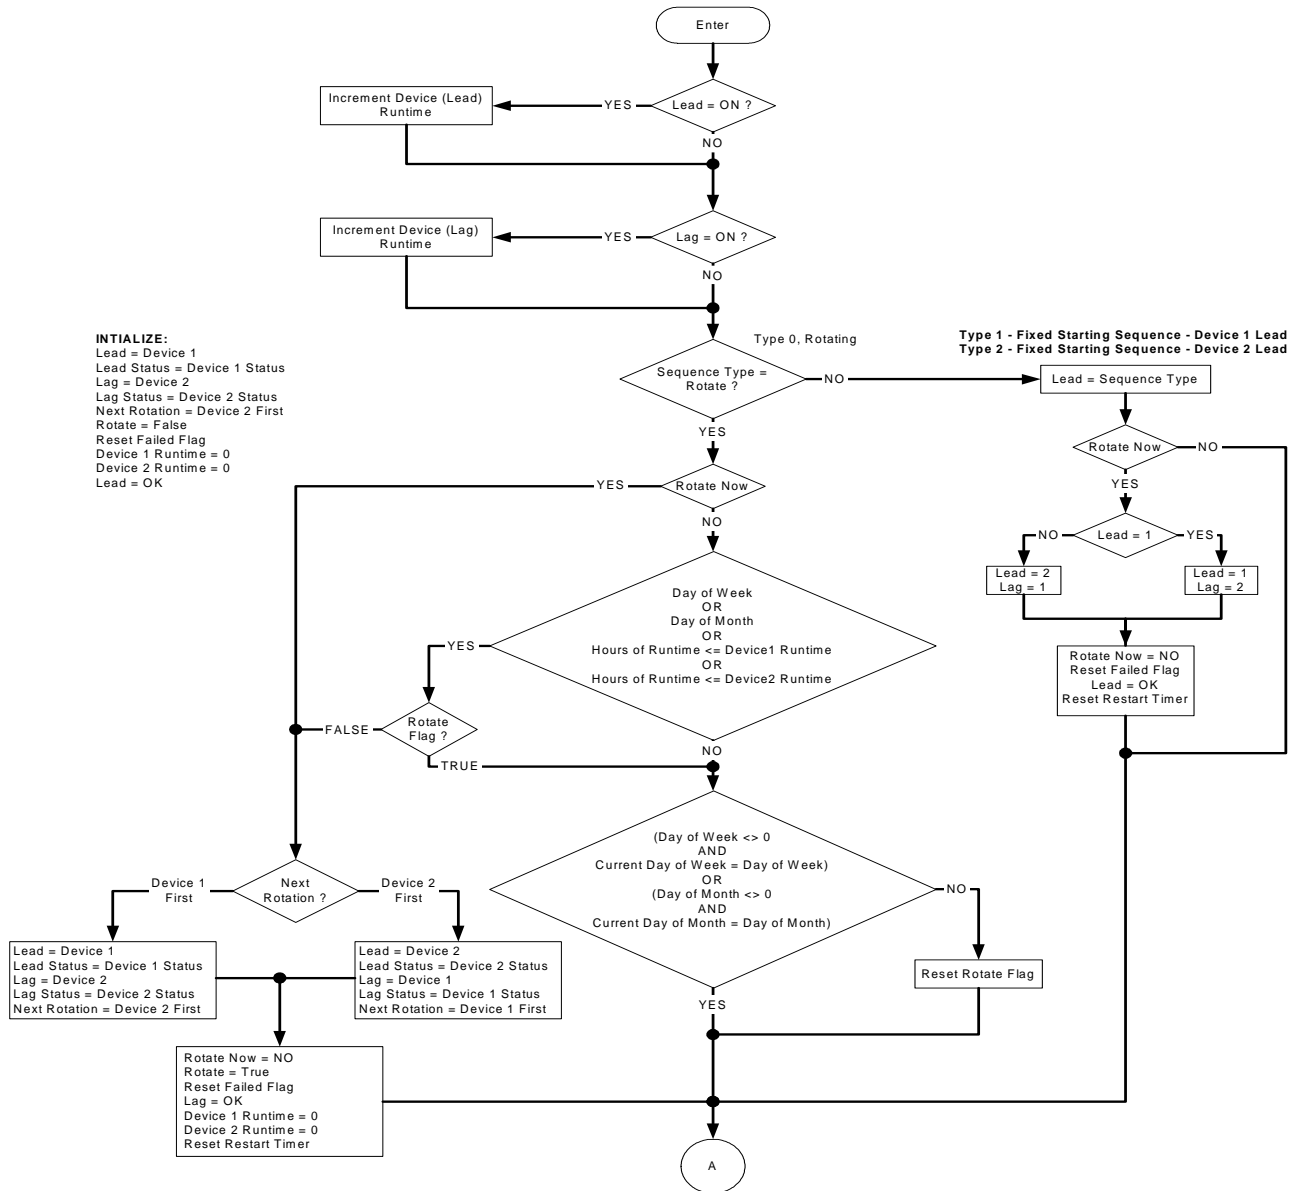 Enter
Lead = ON ?
YES
Increment Device (Lead)
Runtime
NO
Lag = ON ?
YES
Increment Device (Lag)
Runtime
NO
INTIALIZE:
Lead = Device 1
Lead Status = Device 1 Status
Lag = Device 2
Lag Status = Device 2 Status
Next Rotation = Device 2 First
Rotate = False
Reset Failed Flag
Device 1 Runtime = 0
Device 2 Runtime = 0
Lead = OK
Type 0, Rotating
Sequence Type =
Rotate ?
NO
Type 1 - Fixed Starting Sequence - Device 1 Lead
Type 2 - Fixed Starting Sequence - Device 2 Lead
Lead = Sequence Type
Rotate Now
NO
YES
Lead = 1
NO
YES
Lead = 2
Lag = 1
Lead = 1
Lag = 2
Rotate Now = NO
Reset Failed Flag
Lead = OK
Reset Restart Timer
YES
Rotate Now
YES
NO
Day of Week
OR
Day of Month
OR
Hours of Runtime <= Device1 Runtime
OR
Hours of Runtime <= Device2 Runtime
YES
Rotate
Flag ?
FALSE
TRUE
NO
(Day of Week <> 0
AND
Current Day of Week = Day of Week)
OR
(Day of Month <> 0
AND
Current Day of Month = Day of Month)
NO
Reset Rotate Flag
YES
Next
Rotation ?
Device 1
First
Device 2
First
Lead = Device 1
Lead Status = Device 1 Status
Lag = Device 2
Lag Status = Device 2 Status
Next Rotation = Device 2 First
Lead = Device 2
Lead Status = Device 2 Status
Lag = Device 1
Lag Status = Device 1 Status
Next Rotation = Device 1 First
Rotate Now = NO
Rotate = True
Reset Failed Flag
Lag = OK
Device 1 Runtime = 0
Device 2 Runtime = 0
Reset Restart Timer
A